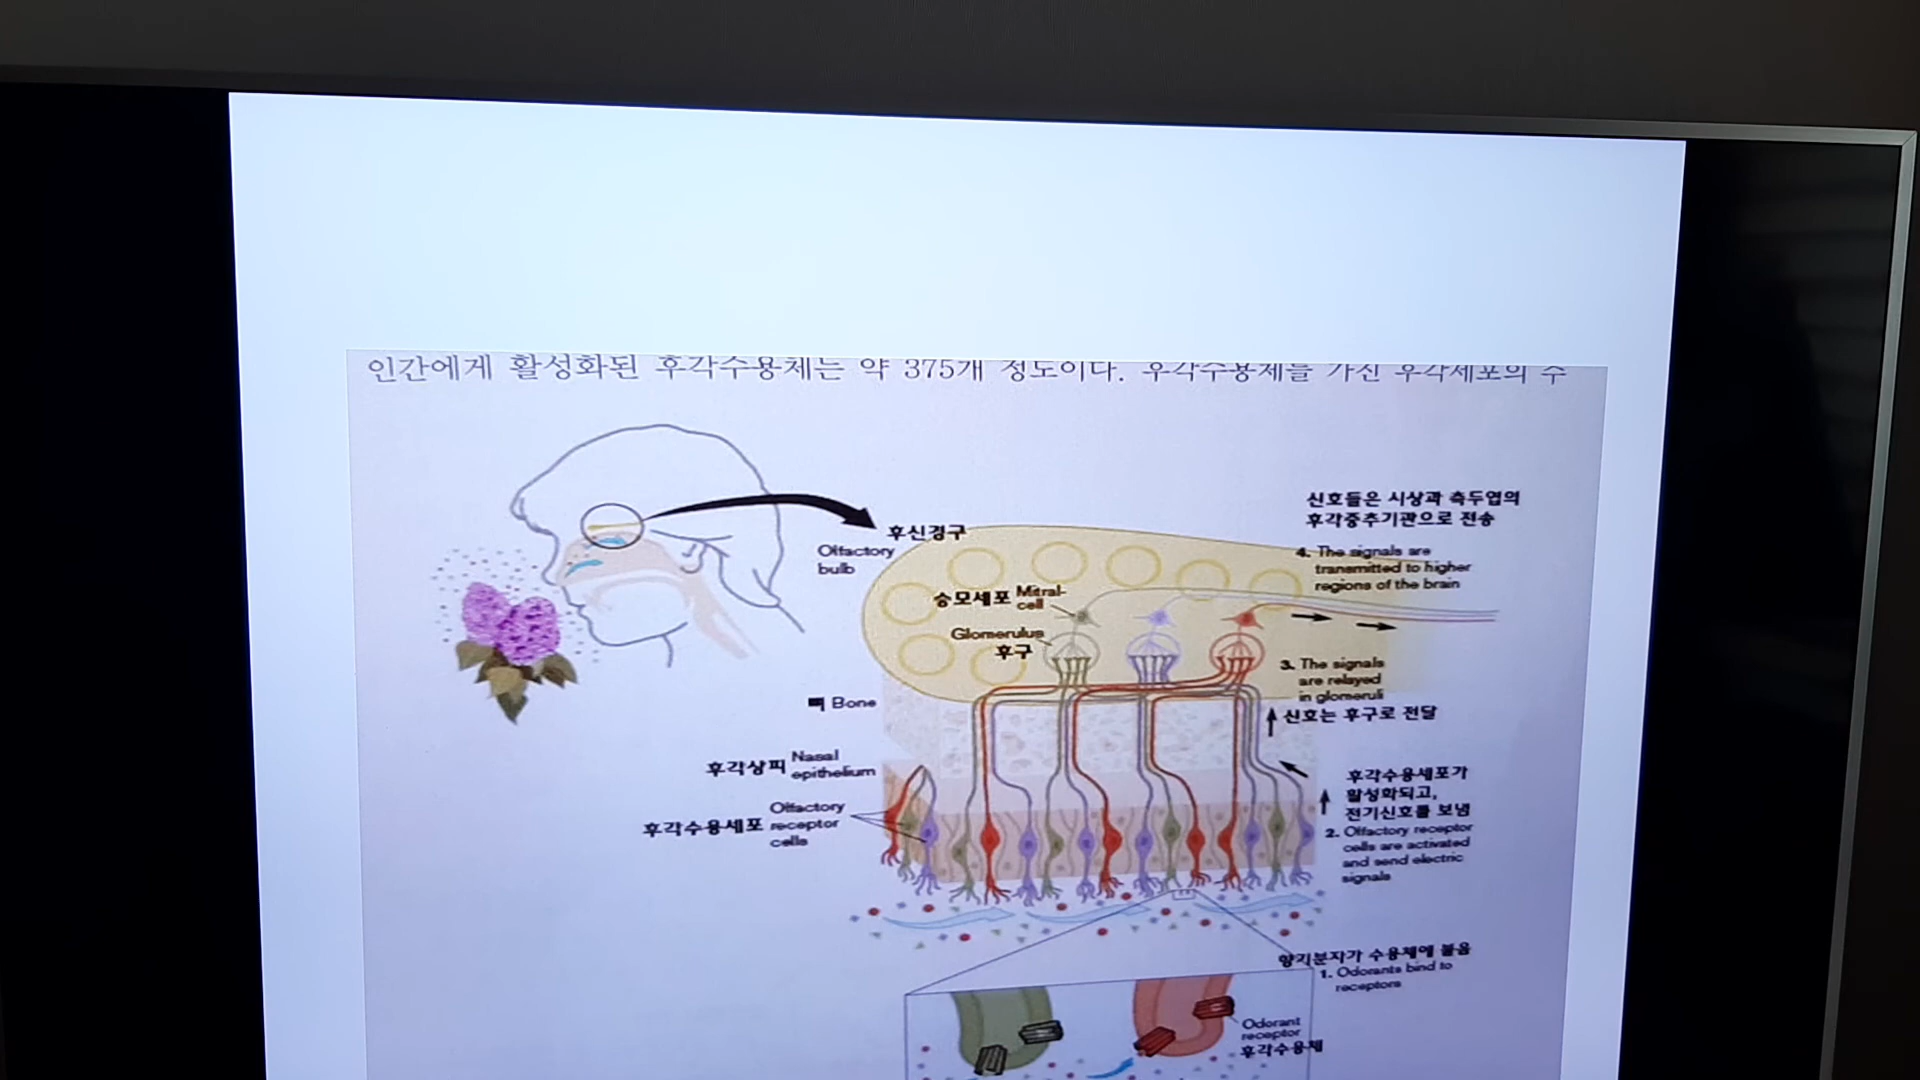 인간에게 활성화된 후각수용체는 약 375개 정도이다. 후각수용체를 가진 후각세포의 수
신호들은 시상과 측두엽의
후각중추기관으로 전송
4. The signals are
transmitted to higher
regions of the brain
후신경구
Olfactory
bulb
승모세포 Mitral-
cell
Glomerulus
후구
3. The signals
are relayed
in glomeruli
신호는 후구로 전달
뼈 Bone
후각상피 Nasal
epithelium
후각수용세포 Olfactory
receptor
cells
후각수용세포가
활성화되고,
전기신호를 보냄
2. Olfactory receptor
cells are activated
and send electric
signals
향기분자가 수용체에 붙음
1. Odorants bind to
receptors
Odorant
receptor
후각수용체